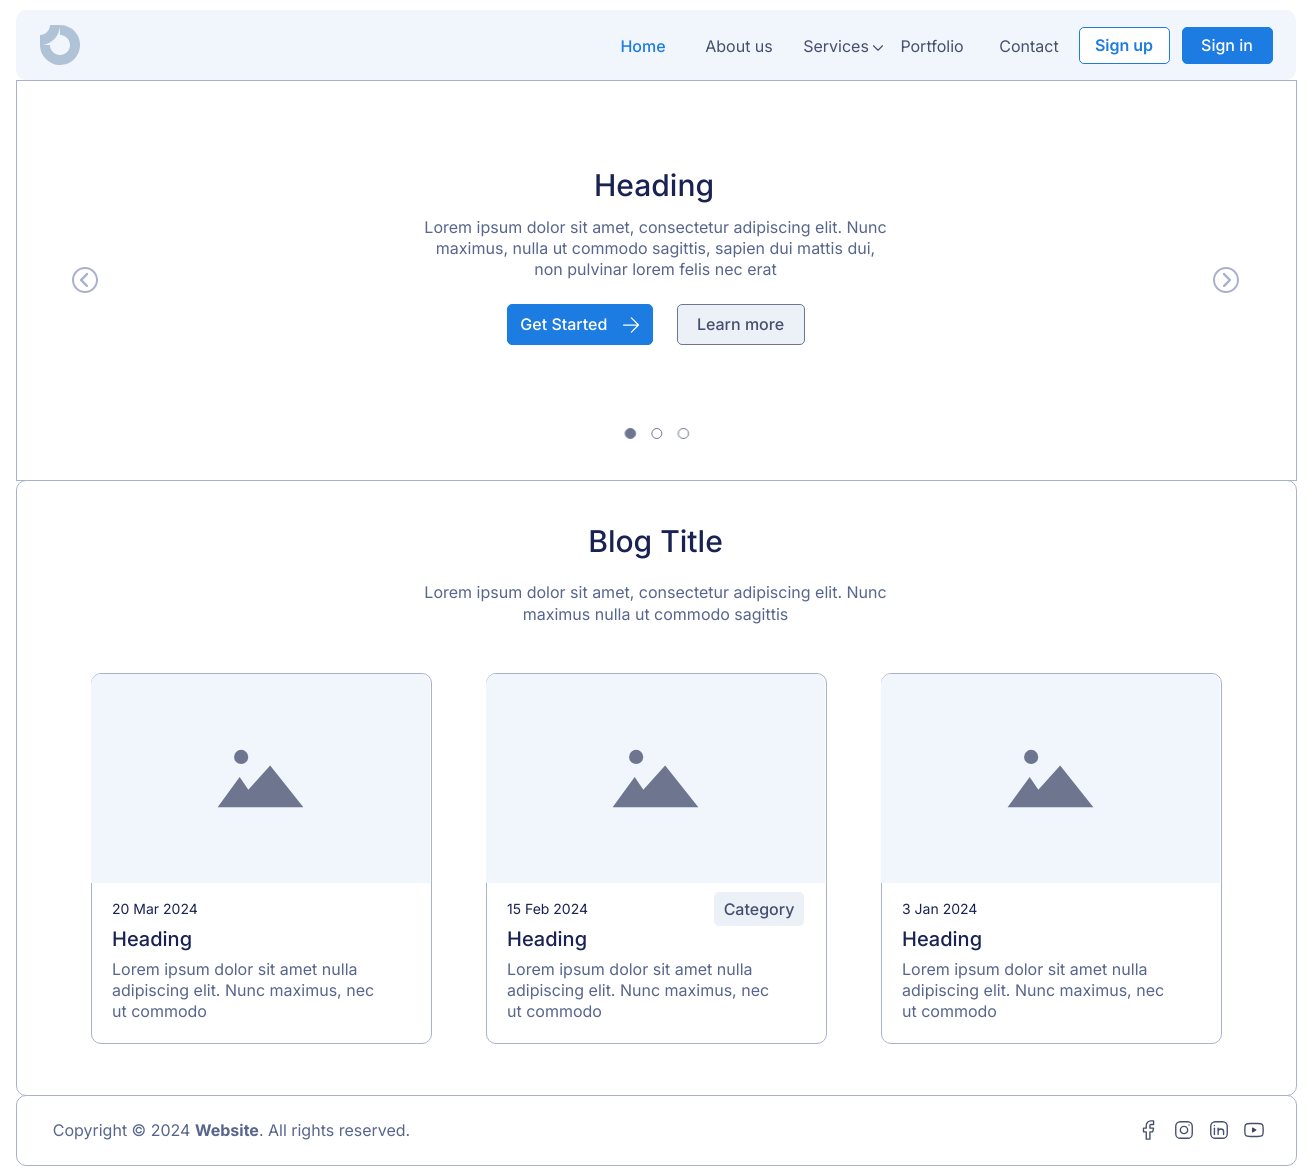 Home About us Services Portfolio Contact Sign up Sign in
Heading
Lorem ipsum dolor sit amet, consectetur adipiscing elit. Nunc
maximus, nulla ut commodo sagittis, sapien dui mattis dui,
non pulvinar lorem felis nec erat
Get Started Learn more
Blog Title
Lorem ipsum dolor sit amet, consectetur adipiscing elit. Nunc
maximus nulla ut commodo sagittis
20 Mar 2024
Heading
Lorem ipsum dolor sit amet nulla
adipiscing elit. Nunc maximus, nec
ut commodo
15 Feb 2024 Category
Heading
Lorem ipsum dolor sit amet nulla
adipiscing elit. Nunc maximus, nec
ut commodo
3 Jan 2024
Heading
Lorem ipsum dolor sit amet nulla
adipiscing elit. Nunc maximus, nec
ut commodo
Copyright © 2024 Website. All rights reserved.